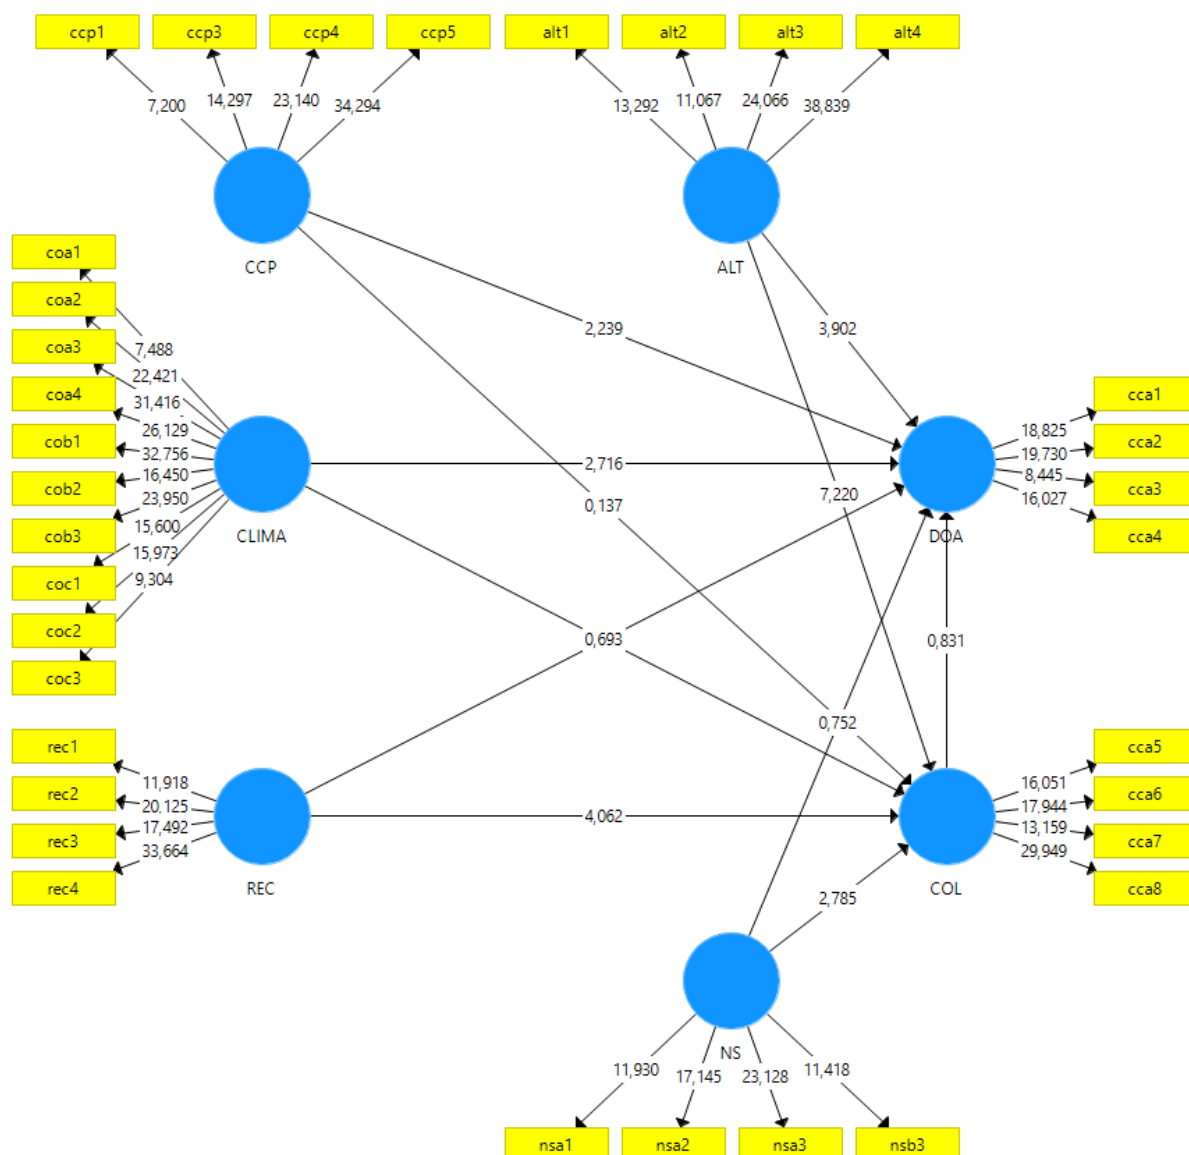 ccp1 ccp3 ccp4 ccp5 alt1 alt2 alt3 alt4
7,200 14,297 23,140 34,294 13,292 11,067 24,066 38,839
CCP ALT
coa1
coa2
coa3
coa4
cob1
cob2
cob3
coc1
coc2
coc3
7,488
22,421
31,416
26,129
32,756
16,450
23,950
15,600
15,973
9,304
CLIMA
2,239
3,902
2,716
0,137
7,220
0,693
0,831
0,752
4,062
2,785
DOA
18,825
19,730
8,445
16,027
cca1
cca2
cca3
cca4
rec1
rec2
rec3
rec4
11,918
20,125
17,492
33,664
REC
COL
16,051
17,944
13,159
29,949
cca5
cca6
cca7
cca8
NS
11,930 17,145 23,128 11,418
nsa1 nsa2 nsa3 nsb3